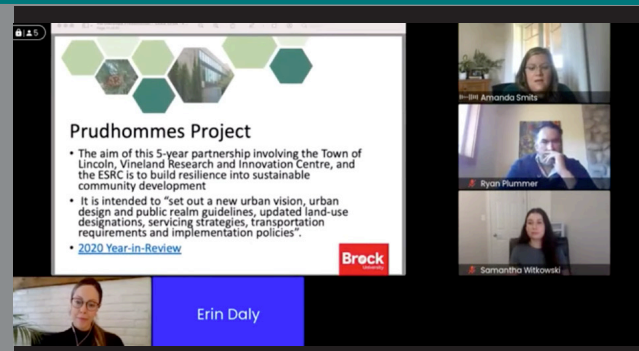 5
Prudhommes Project
• The aim of this 5-year partnership involving the Town of
Lincoln, Vineland Research and Innovation Centre, and
the ESRC is to build resilience into sustainable
community development
• It is intended to “set out a new urban vision, urban
design and public realm guidelines, updated land-use
designations, servicing strategies, transportation
requirements and implementation policies”.
• 2020 Year-in-Review
Brock
University
Amanda Smits
Ryan Plummer
Samantha Witkowski
Erin Daly